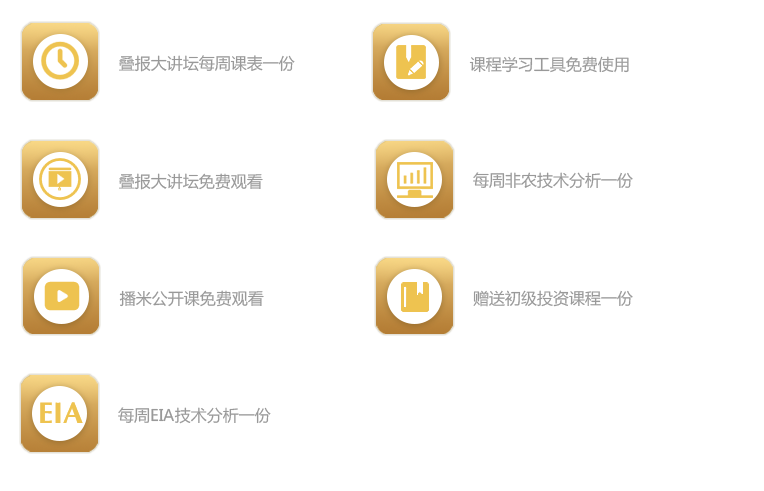 叠报大讲坛每周课表一份
课程学习工具免费使用
叠报大讲坛免费观看
每周非农技术分析一份
播米公开课免费观看
赠送初级投资课程一份
EIA
每周EIA技术分析一份